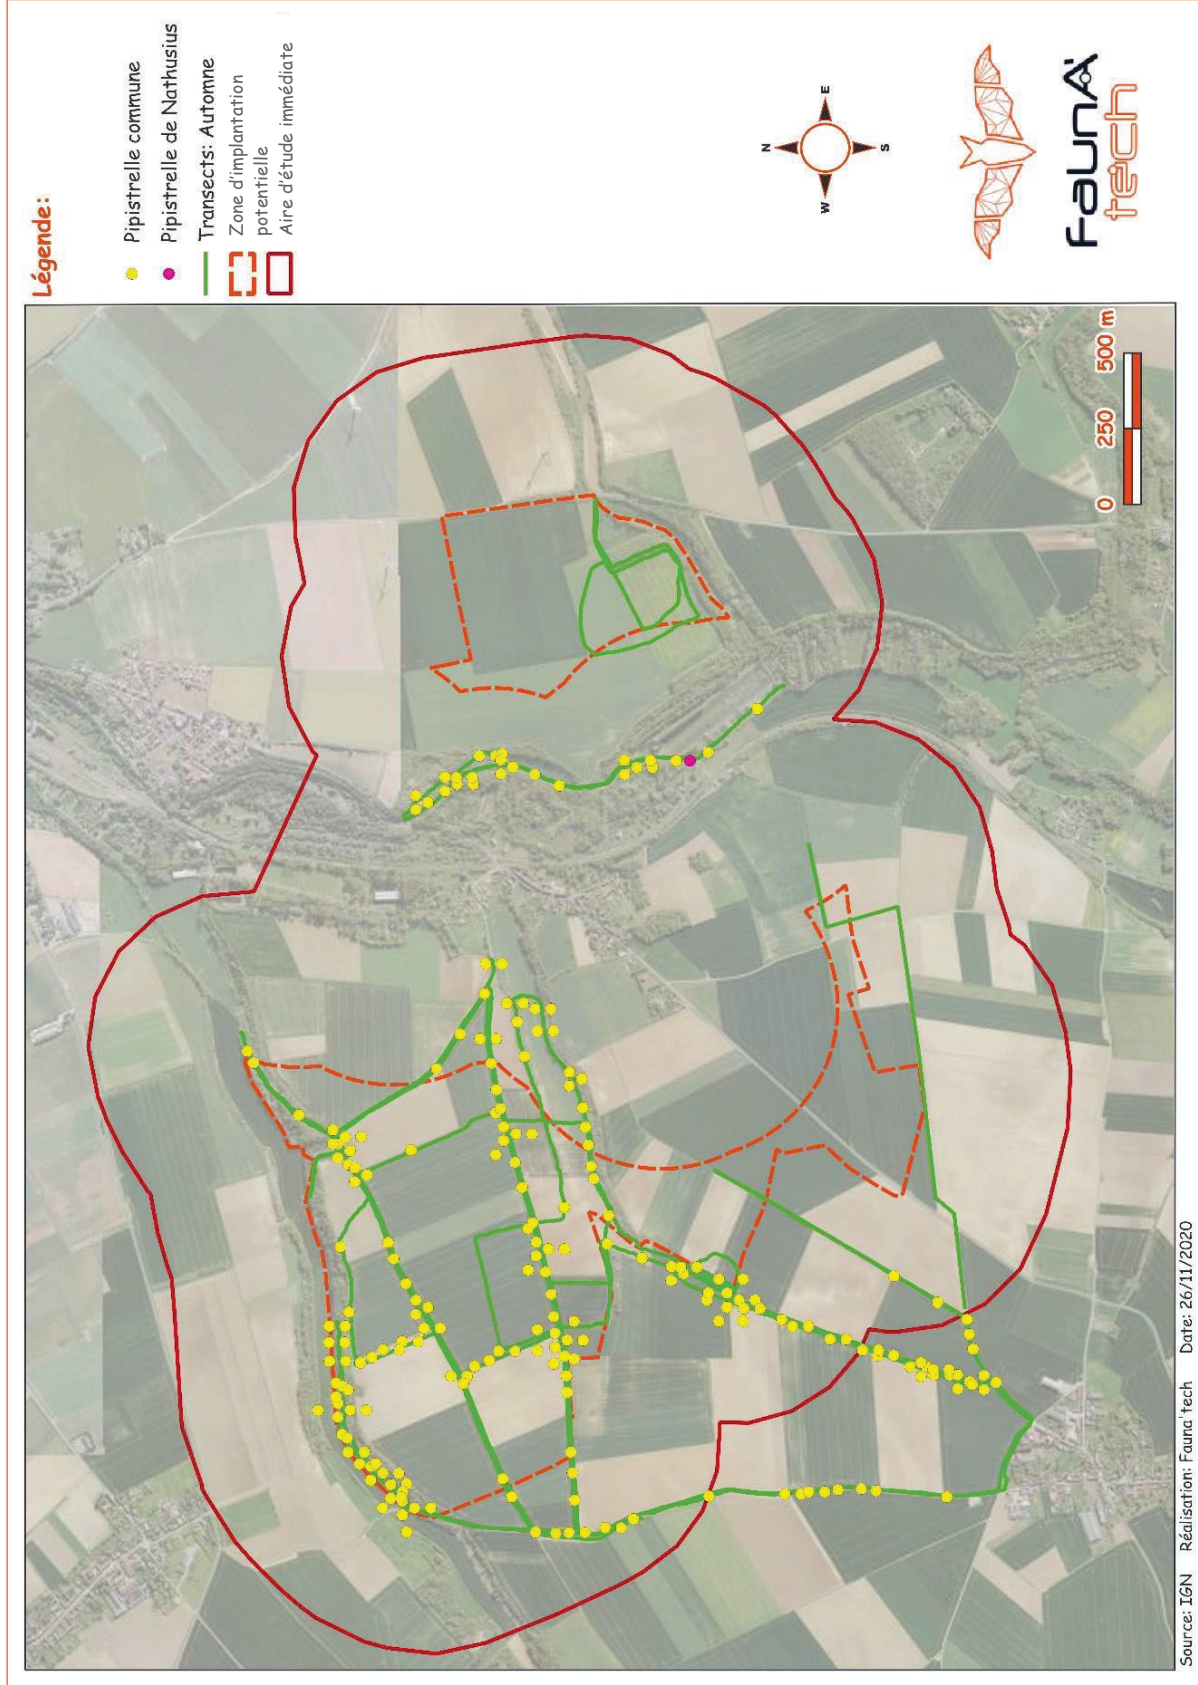 Légende:
Pipistrelle commune
Pipistrelle de Nathusius
Transects: Automne
Zone d'implantation
potentielle
Aire d'étude immédiate
N
W
E
S
faunA'
tëch
0 250 500 m
Source: IGN Réalisation: Fauna'tech Date: 26/11/2020